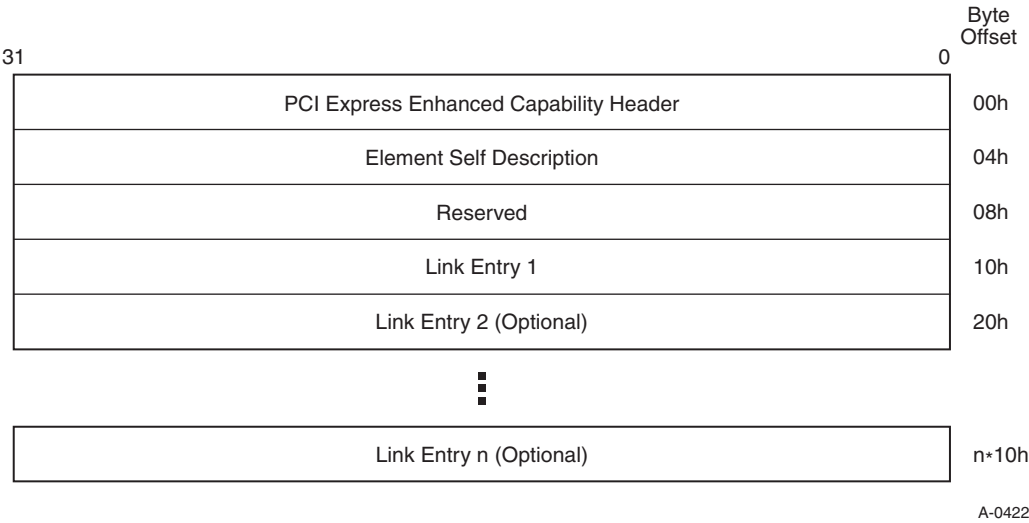 Byte
Offset
31 0
PCI Express Enhanced Capability Header 00h
Element Self Description 04h
Reserved 08h
Link Entry 1 10h
Link Entry 2 (Optional) 20h
Link Entry n (Optional) n*10h
A-0422